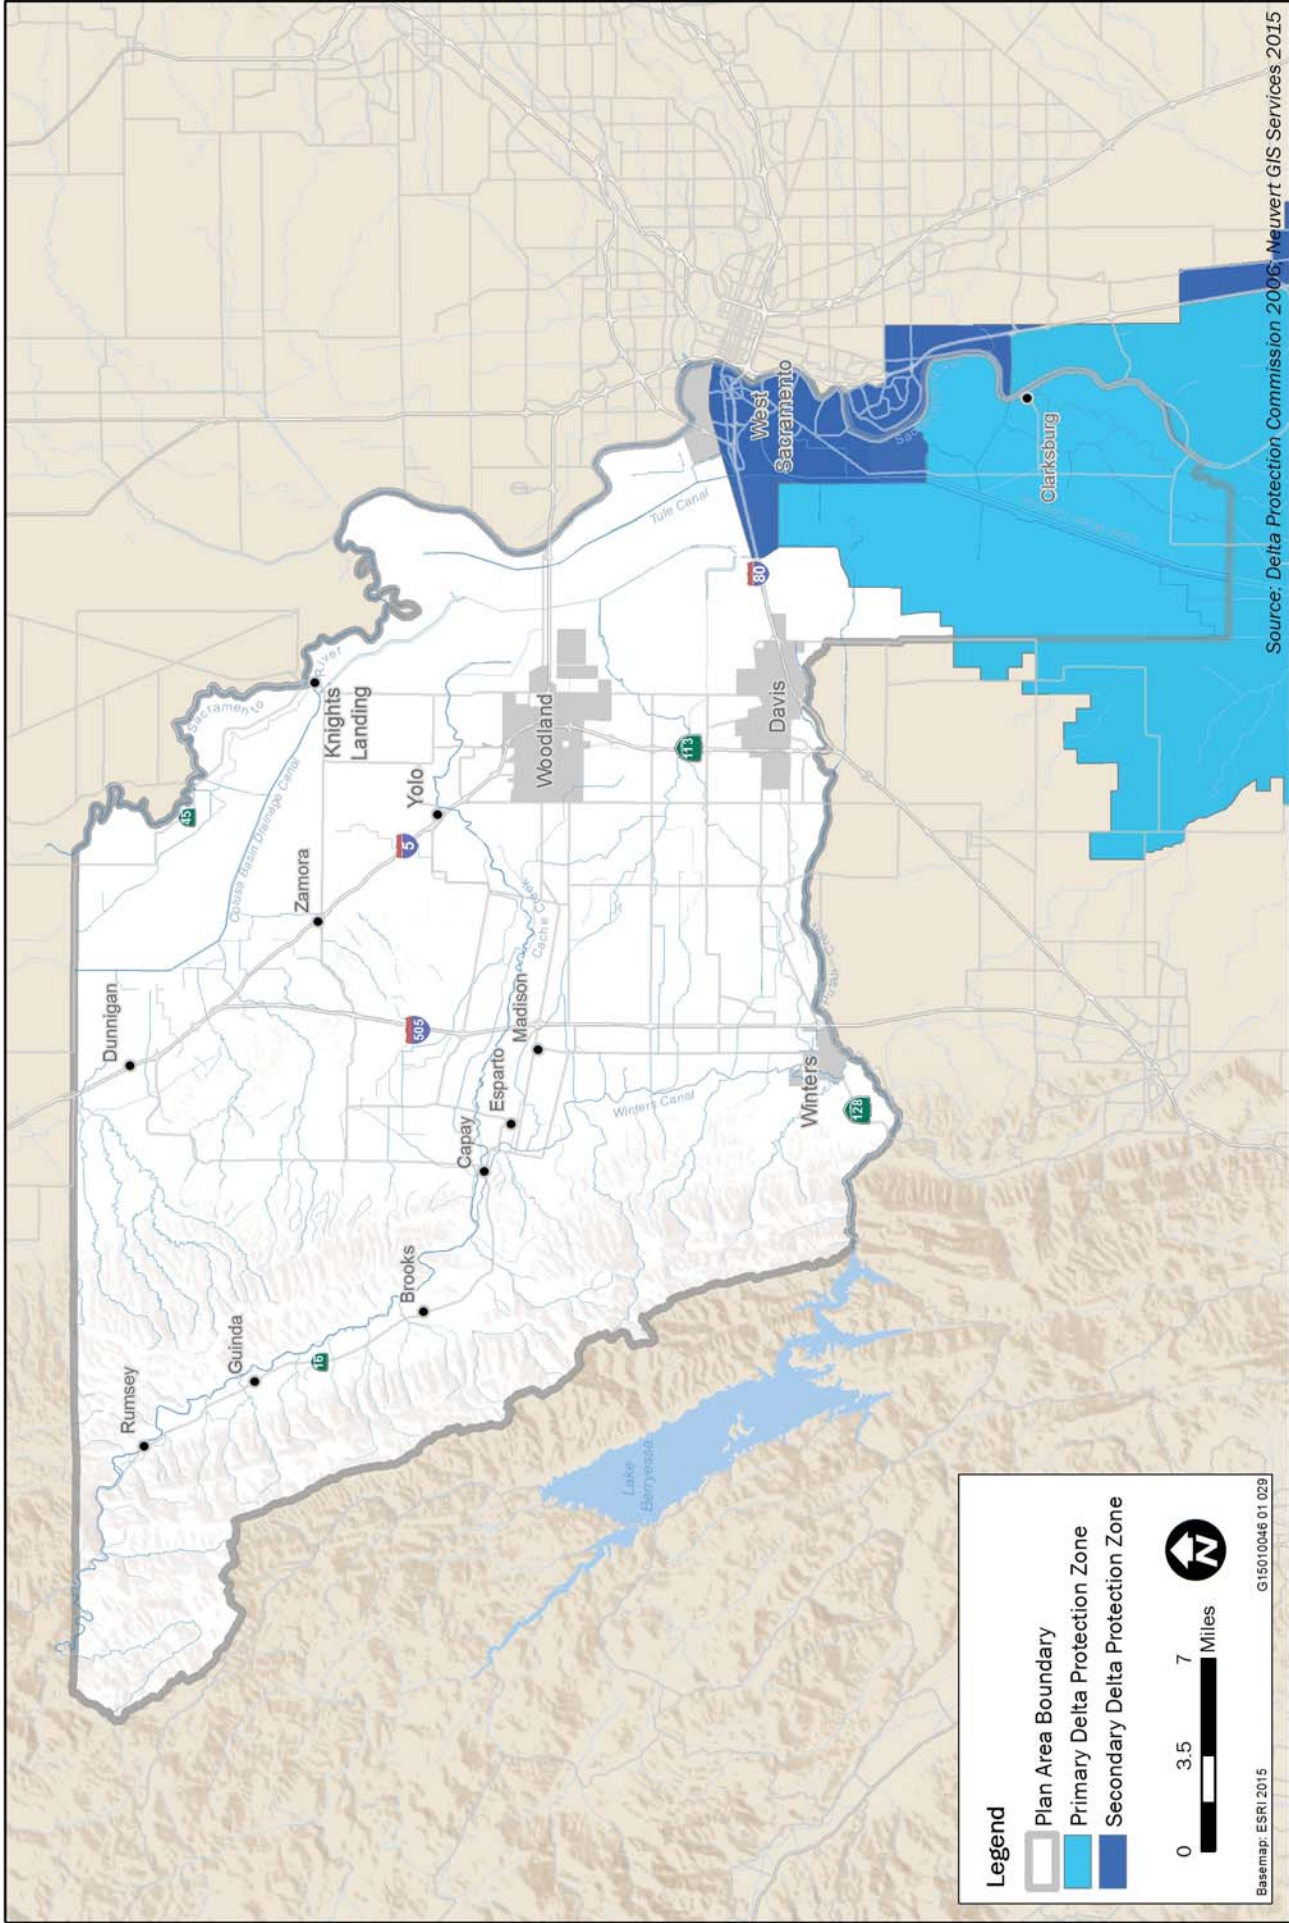 Rumsey
Guinda
16
Brooks
Dunnigan
Capay
Esparto
Madison
505
Zamora
5
Yolo
45
Sacramento
River
Knights
Landing
Colusa Basin Drainage Canal
Cache Creek
Woodland
113
Davis
80
Tule Canal
West
Sacramento
Clarksburg
Winters Canal
Winters
128
Putah Creek
Lake
Berryessa
Legend
Plan Area Boundary
Primary Delta Protection Zone
Secondary Delta Protection Zone
0 3.5 7
Miles
N
Basemap: ESRI 2015
G15010046 01 029
Source: Delta Protection Commission 2006; Neuvert GIS Services 2015